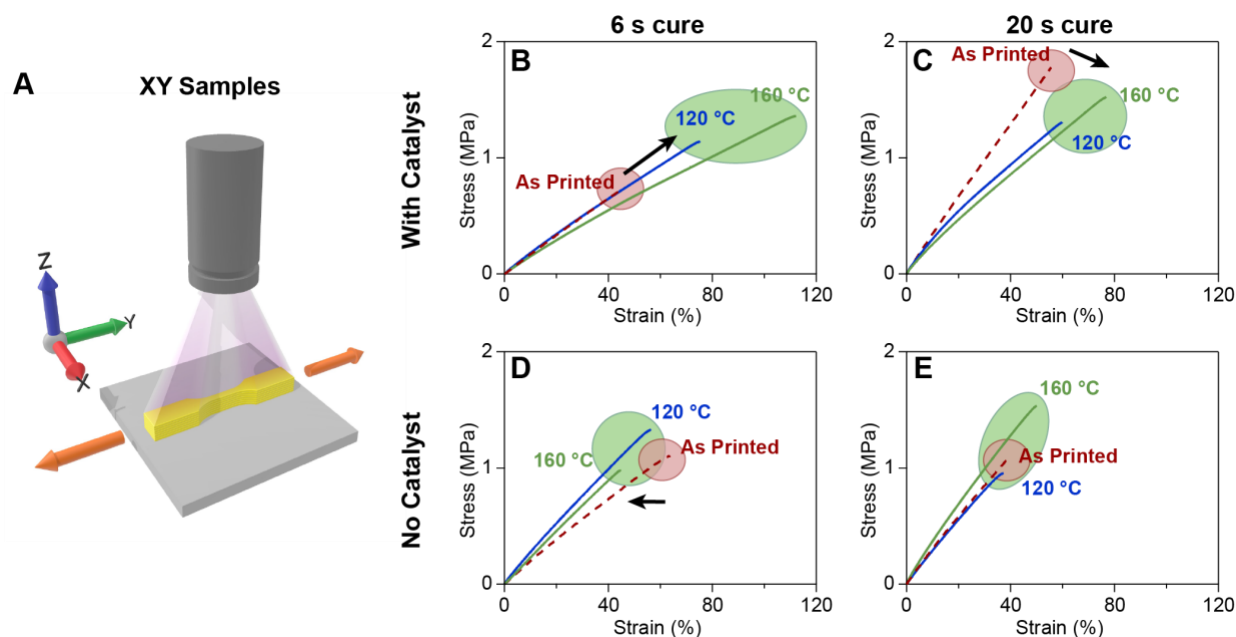 A
XY Samples
Z
Y
X
6 s cure
20 s cure
With Catalyst
No Catalyst
B
2
1
0
Stress (MPa)
160 °C
120 °C
As Printed
0
40
80
120
Strain (%)
C
2
1
0
Stress (MPa)
As Printed
160 °C
120 °C
0
40
80
120
Strain (%)
D
2
1
0
Stress (MPa)
120 °C
As Printed
160 °C
0
40
80
120
Strain (%)
E
2
1
0
Stress (MPa)
160 °C
As Printed
120 °C
0
40
80
120
Strain (%)